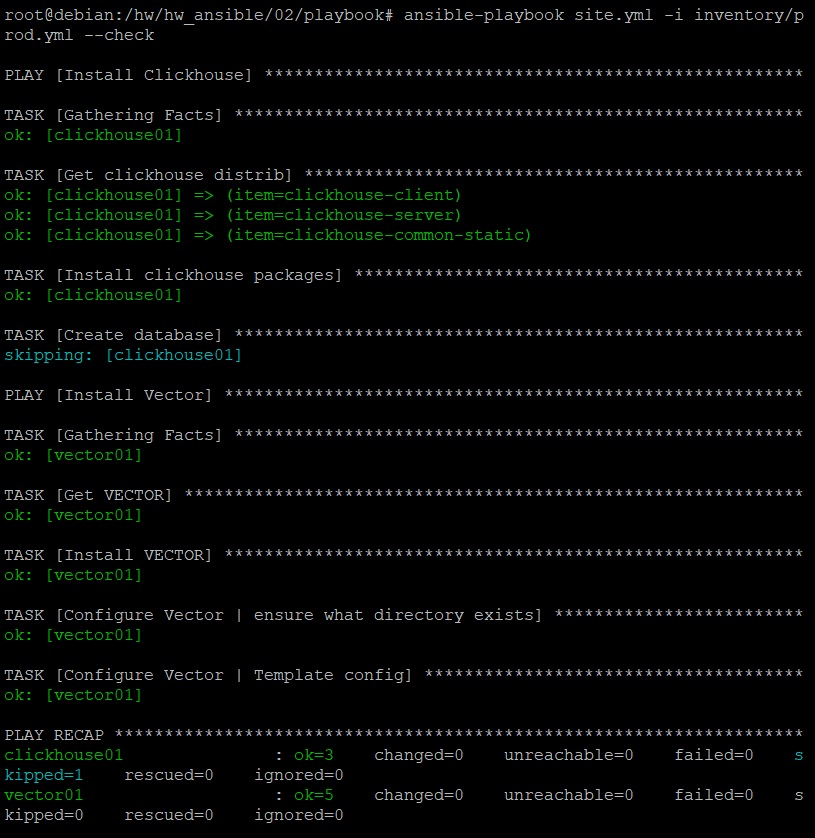 root@debian:/hw/hw_ansible/02/playbook# ansible-playbook site.yml -i inventory/p
rod.yml --check
PLAY [Install Clickhouse] ******************************************************
TASK [Gathering Facts] *********************************************************
ok: [clickhouse01]
TASK [Get clickhouse distrib] **************************************************
ok: [clickhouse01] => (item=clickhouse-client)
ok: [clickhouse01] => (item=clickhouse-server)
ok: [clickhouse01] => (item=clickhouse-common-static)
TASK [Install clickhouse packages] *********************************************
ok: [clickhouse01]
TASK [Create database] *********************************************************
skipping: [clickhouse01]
PLAY [Install Vector] **********************************************************
TASK [Gathering Facts] *********************************************************
ok: [vector01]
TASK [Get VECTOR] **************************************************************
ok: [vector01]
TASK [Install VECTOR] **********************************************************
ok: [vector01]
TASK [Configure Vector | ensure what directory exists] *************************
ok: [vector01]
TASK [Configure Vector | Template config] **************************************
ok: [vector01]
PLAY RECAP *********************************************************************
clickhouse01               : ok=3    changed=0    unreachable=0    failed=0    s
kipped=1    rescued=0    ignored=0
vector01                   : ok=5    changed=0    unreachable=0    failed=0    s
kipped=0    rescued=0    ignored=0